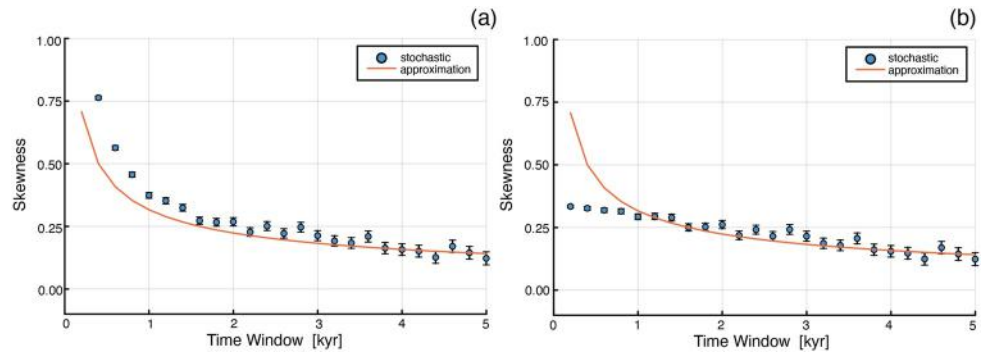 (a)
1.00
0.75
0.50
0.25
0.00
Skewness
stochastic
approximation
0
1
2
3
4
5
Time Window [kyr]
(b)
1.00
0.75
0.50
0.25
0.00
Skewness
stochastic
approximation
0
1
2
3
4
5
Time Window [kyr]